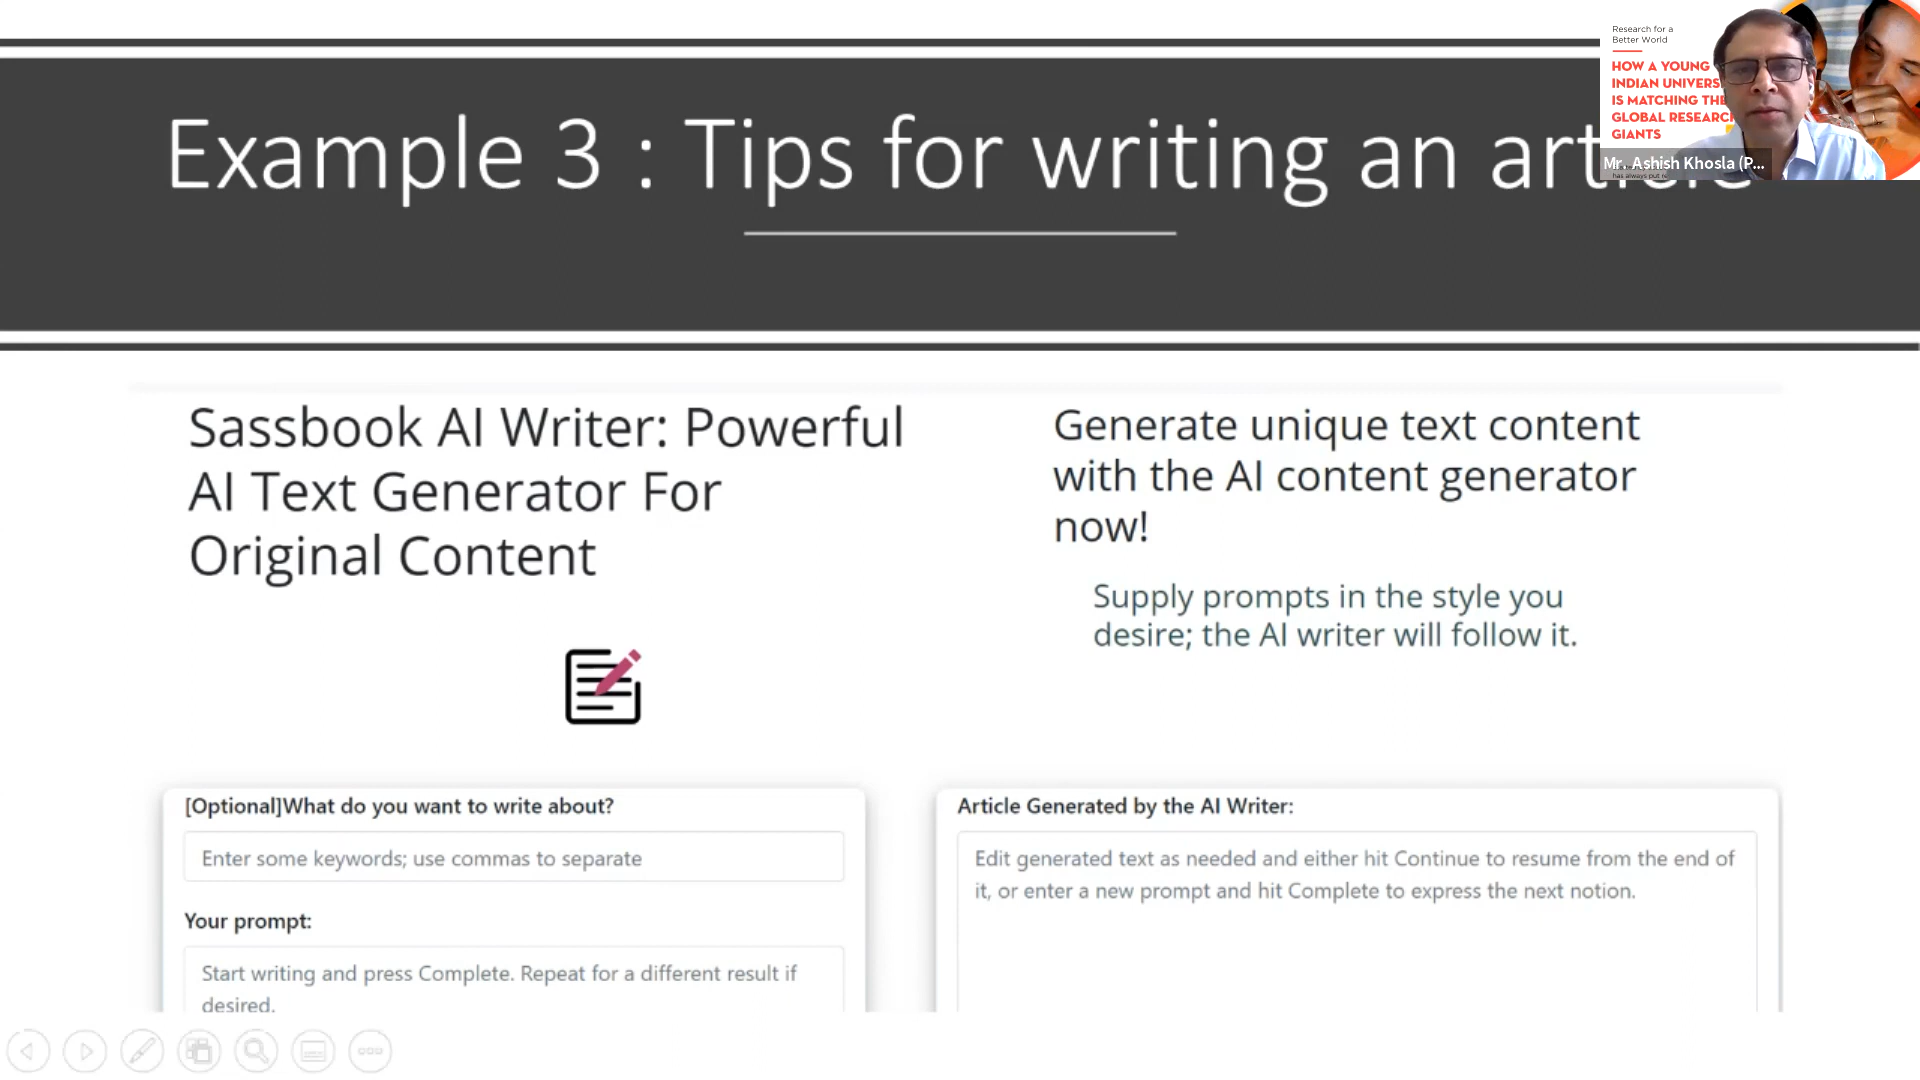 Research for a
Better World
HOW A YOUNG
INDIAN
IS MATCHING THE
GLOBAL
GIANTS
Mr. Ashish Khosla (P...
Example 3 : Tips for writing an
Sassbook AI Writer: Powerful
AI Text Generator For
Original Content
Generate unique text content
with the AI content generator
now!
Supply prompts in the style you
desire; the AI writer will follow it.
[Optional]What do you want to write about?
Enter some keywords; use commas to separate
Your prompt:
Start writing and press Complete. Repeat for a different result if
desired.
Article Generated by the AI Writer:
Edit generated text as needed and either hit Continue to resume from the end of
it, or enter a new prompt and hit Complete to express the next notion.